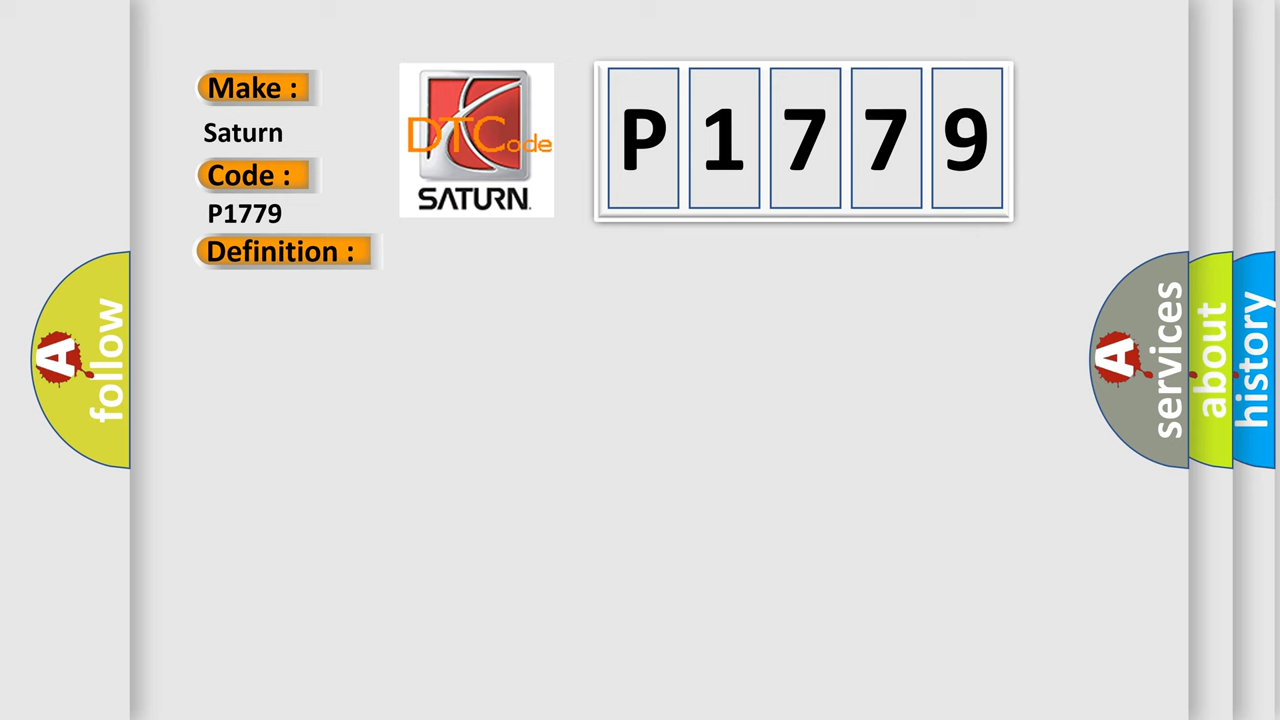 Make :
Saturn
Code :
P1779
Definition :
DTCode
SATURN
P 1 7 7 9
A follow
A services
about
history